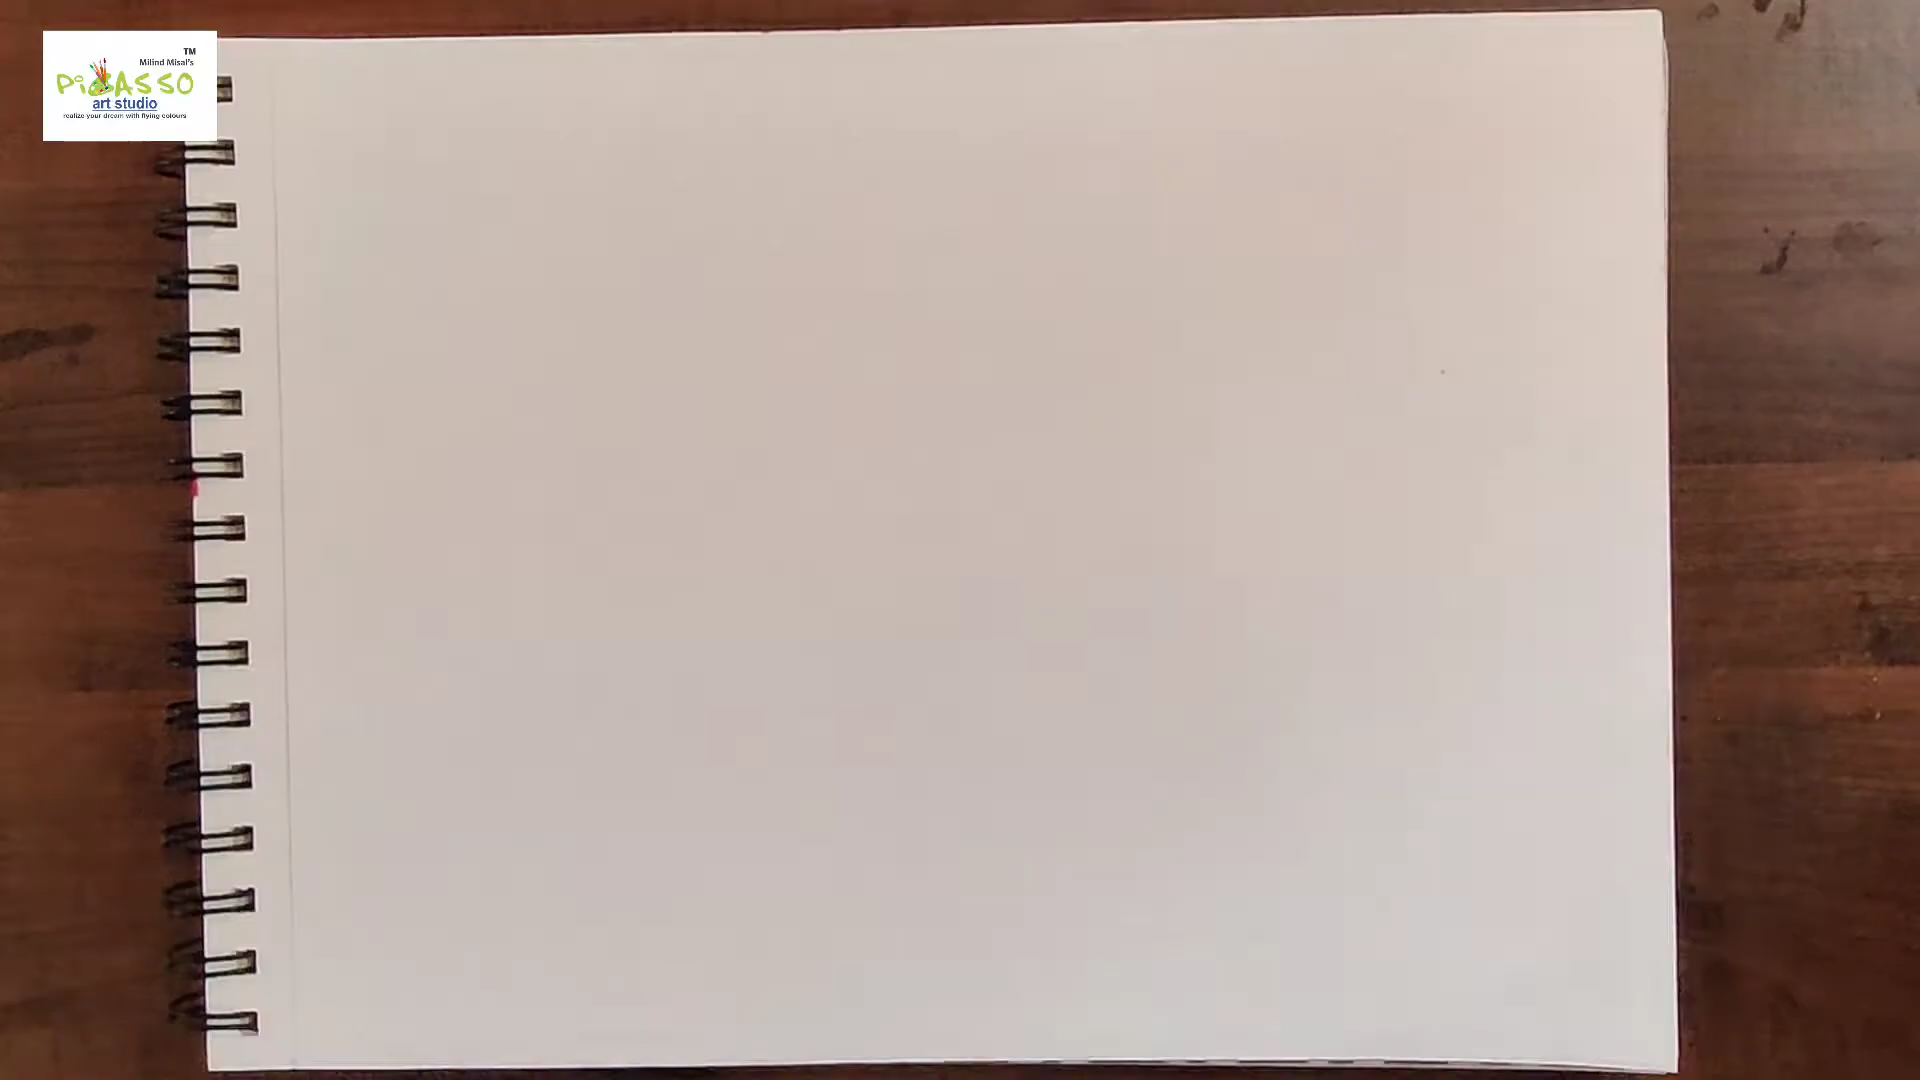 TM
Milind Misal's
PiCASSO
art studio
realize your dream with flying colours